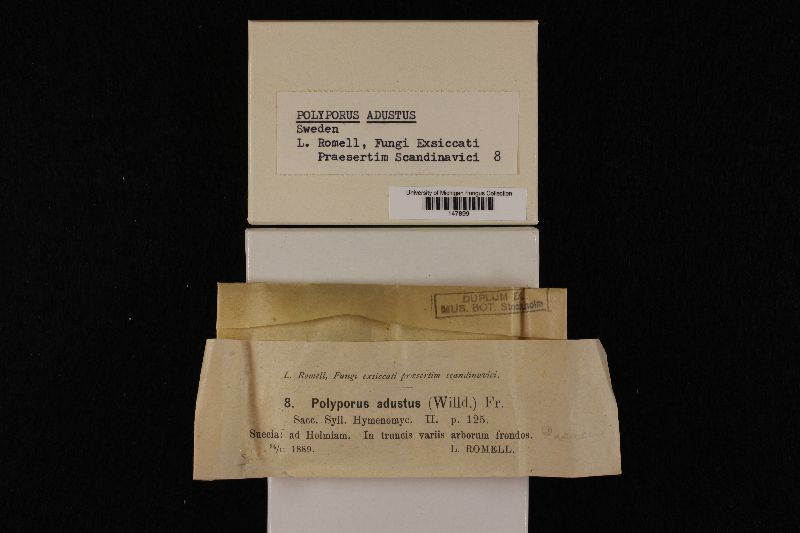 POLYPORUS ADUSTUS
Sweden
L. Romell, Fungi Exsiccati
Praesertim Scandinavici 8
University of Michigan Fungus Collection
DUPLUM EX
MUS. BOT. Stockholm
L. Romell, Fungi exsiccati præsertim scandinavici.
8. Polyporus adustus (Willd.) Fr.
Sacc. Syll. Hymenomyc. II. p. 125.
Suecia: ad Holmiam. In truncis variis arborum frondos.
1889. L. ROMELL.